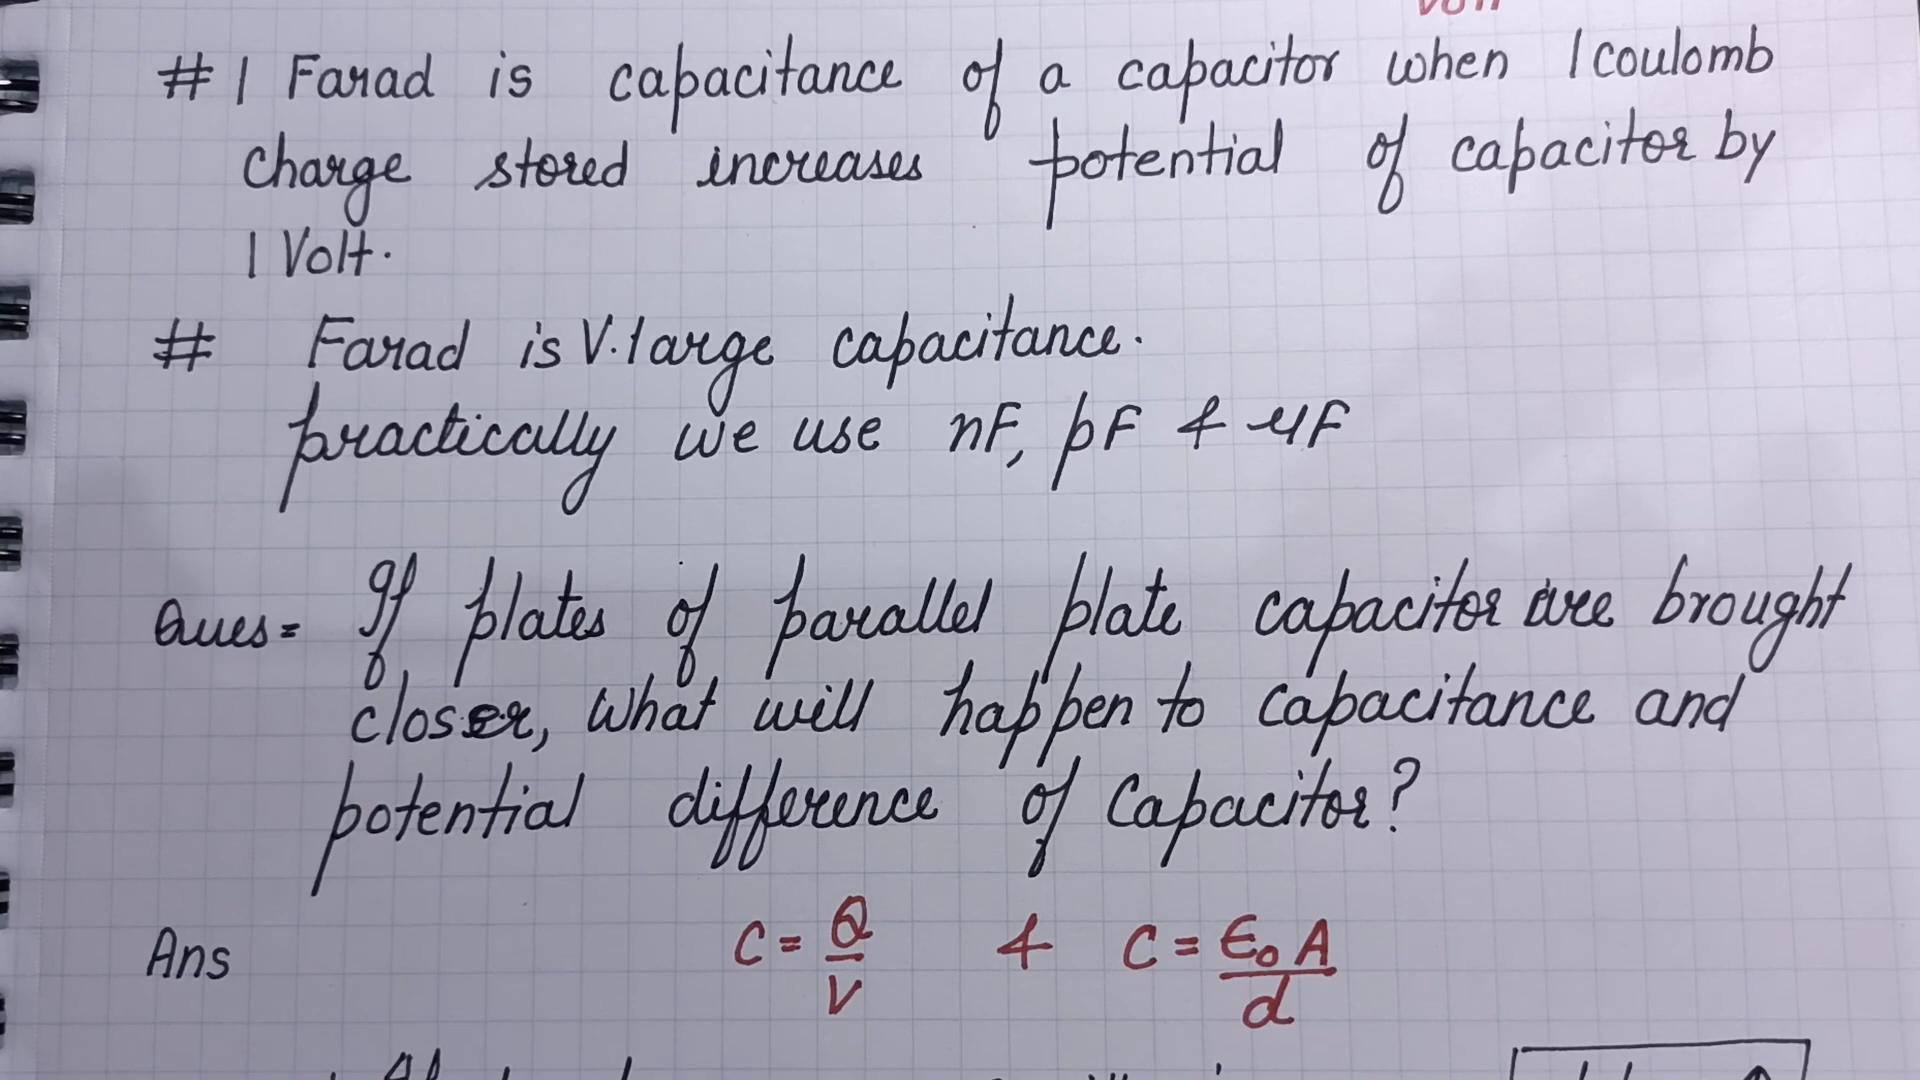 # 1 Farad is capacitance of a capacitor when 1 coulomb
charge stored increases potential of capacitor by
1 Volt.
# Farad is V. large capacitance.
practically we use nF, pF & μF
Ques = If plates of parallel plate capacitor are brought
closer, what will happen to capacitance and
potential difference of capacitor?
Ans C = Q/V & C = ϵ₀A/d